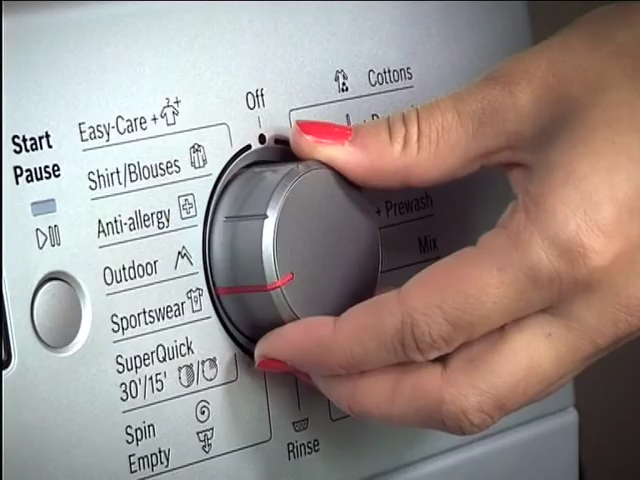 Start
Pause
Easy-Care +
Shirt/Blouses
Anti-allergy
Outdoor
Sportswear
SuperQuick
30'/15'
Spin
Empty
Off
Cottons
+ Prewash
Mix
Rinse